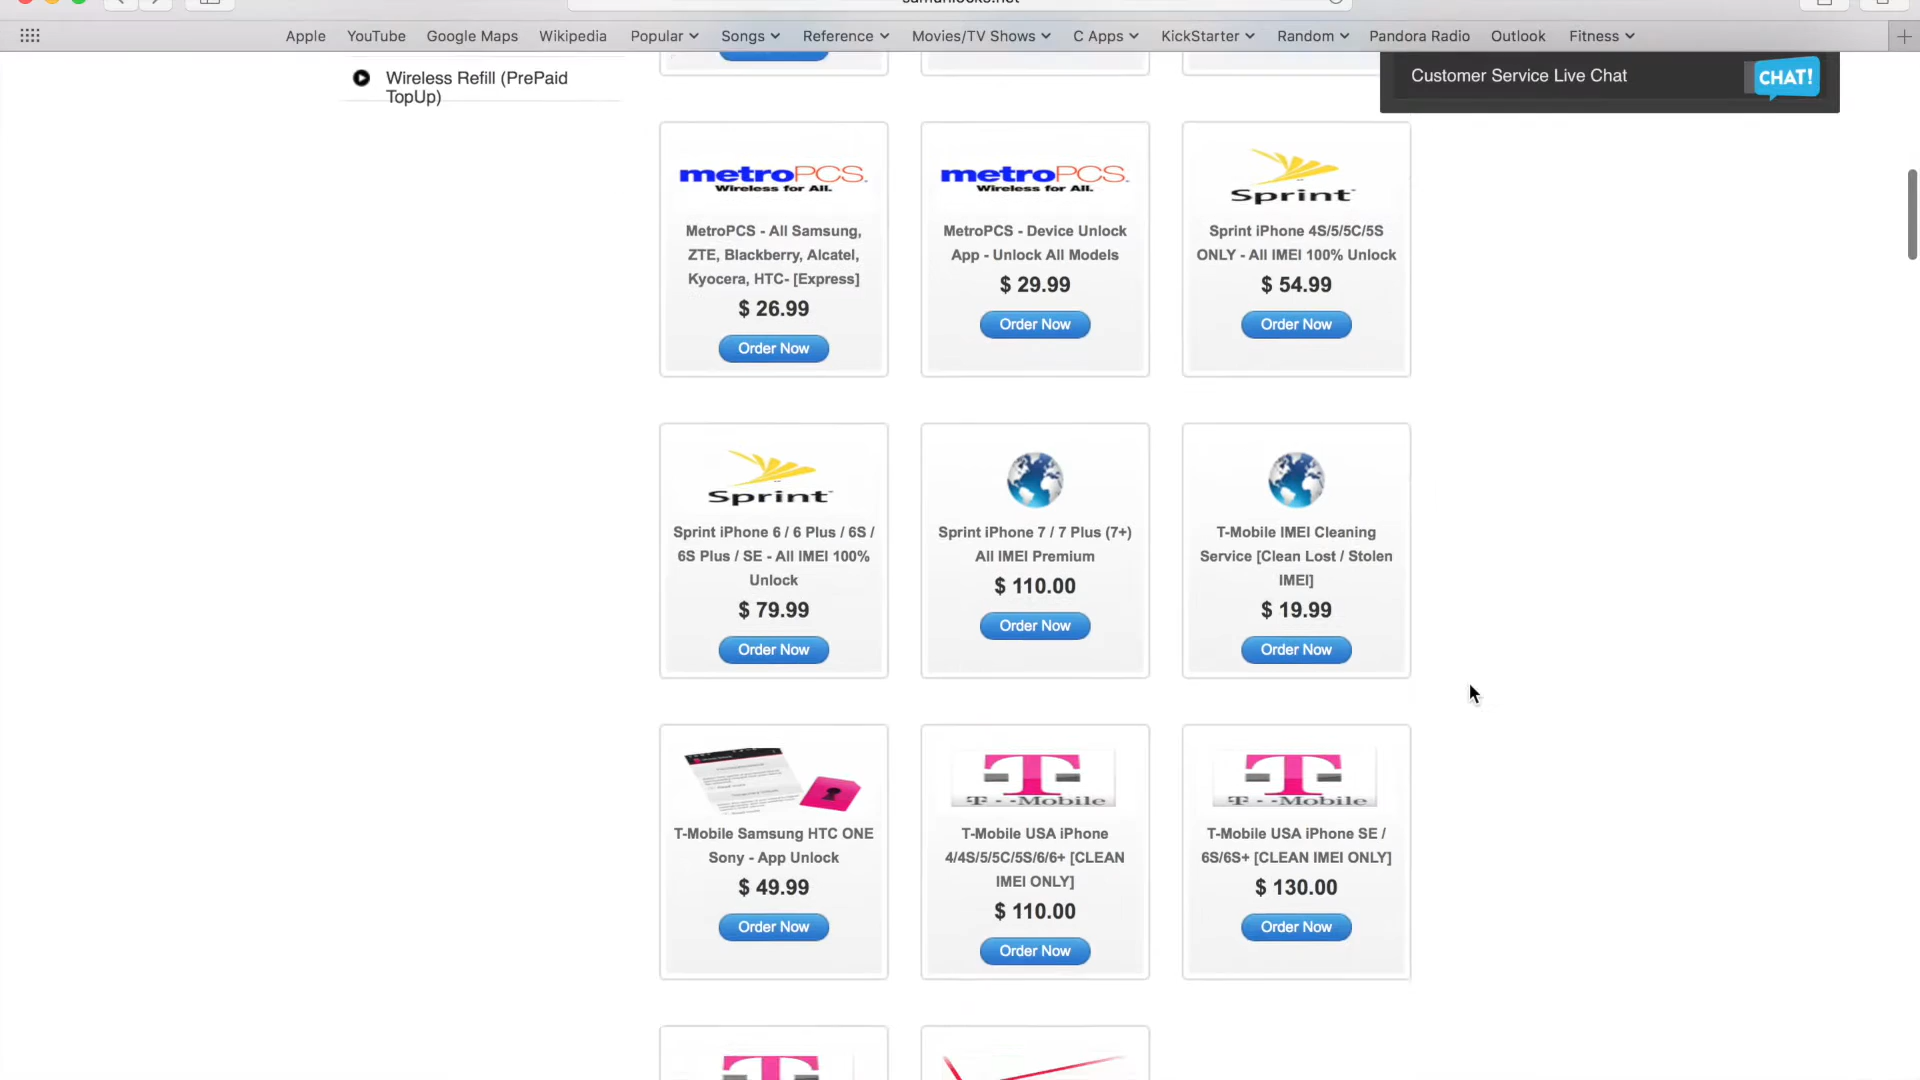 samunlocks.net
Apple YouTube Google Maps Wikipedia Popular Songs Reference Movies/TV Shows C Apps KickStarter Random Pandora Radio Outlook Fitness
Wireless Refill (PrePaid
TopUp)
Customer Service Live Chat CHAT!
metroPCS.
Wireless for All.
MetroPCS - All Samsung,
ZTE, Blackberry, Alcatel,
Kyocera, HTC- [Express]
$ 26.99
Order Now
metroPCS.
Wireless for All.
MetroPCS - Device Unlock
App - Unlock All Models
$ 29.99
Order Now
Sprint
Sprint iPhone 4S/5/5C/5S
ONLY - All IMEI 100% Unlock
$ 54.99
Order Now
Sprint
Sprint iPhone 6 / 6 Plus / 6S /
6S Plus / SE - All IMEI 100%
Unlock
$ 79.99
Order Now
Sprint iPhone 7 / 7 Plus (7+)
All IMEI Premium
$ 110.00
Order Now
T-Mobile IMEI Cleaning
Service [Clean Lost / Stolen
IMEI]
$ 19.99
Order Now
T-Mobile Samsung HTC ONE
Sony - App Unlock
$ 49.99
Order Now
T
T - -Mobile
T-Mobile USA iPhone
4/4S/5/5C/5S/6/6+ [CLEAN
IMEI ONLY]
$ 110.00
Order Now
T
T - -Mobile
T-Mobile USA iPhone SE /
6S/6S+ [CLEAN IMEI ONLY]
$ 130.00
Order Now